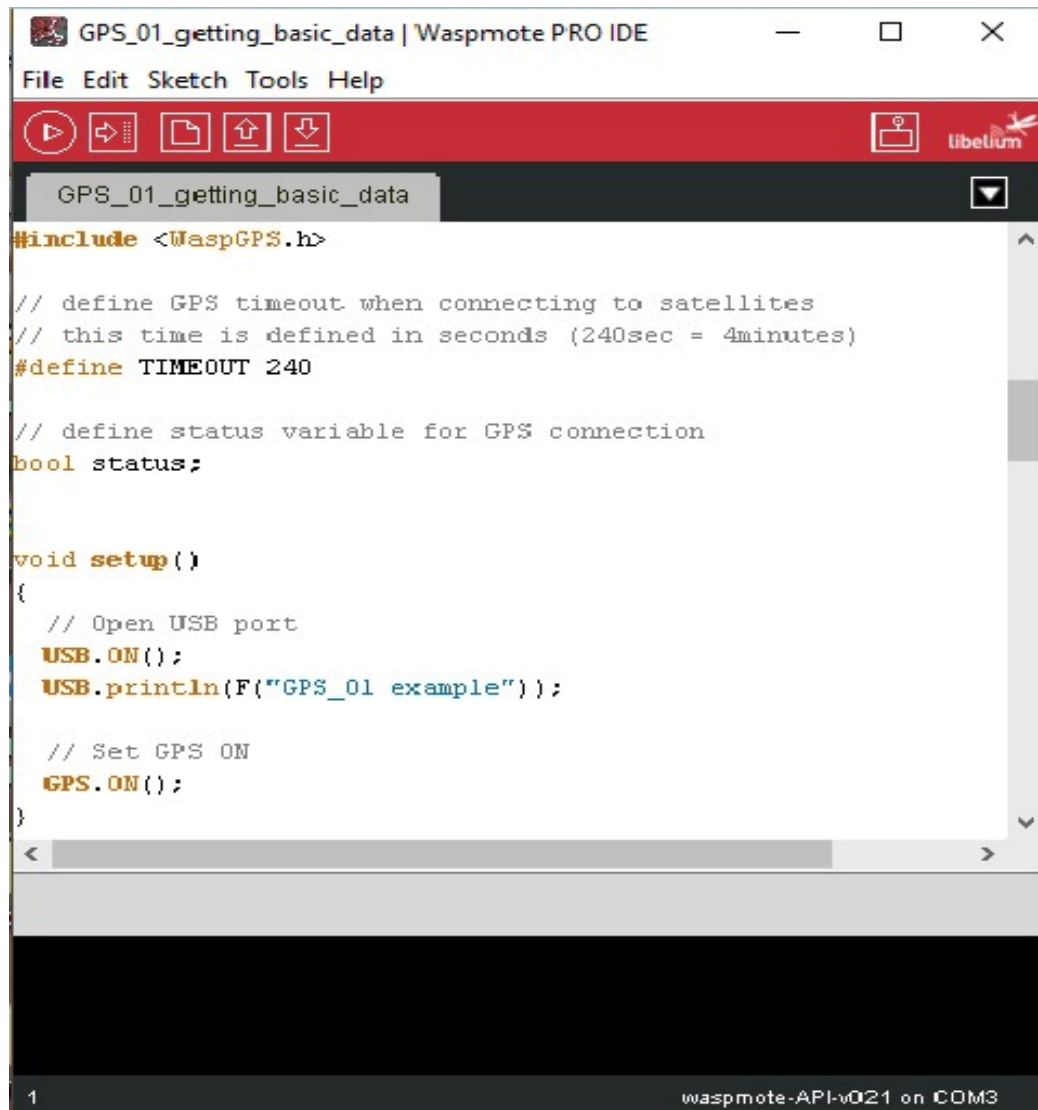 GPS_01_getting_basic_data | Waspmote PRO IDE
File Edit Sketch Tools Help
libelium
GPS_01_getting_basic_data
#include <WaspGPS.h>
// define GPS timeout when connecting to satellites
// this time is defined in seconds (240sec = 4minutes)
#define TIMEOUT 240
// define status variable for GPS connection
bool status;
void setup()
{
// Open USB port
USB.ON();
USB.println(F("GPS_01 example"));
// Set GPS ON
GPS.ON();
}
1
waspmote-API-v021 on COM3